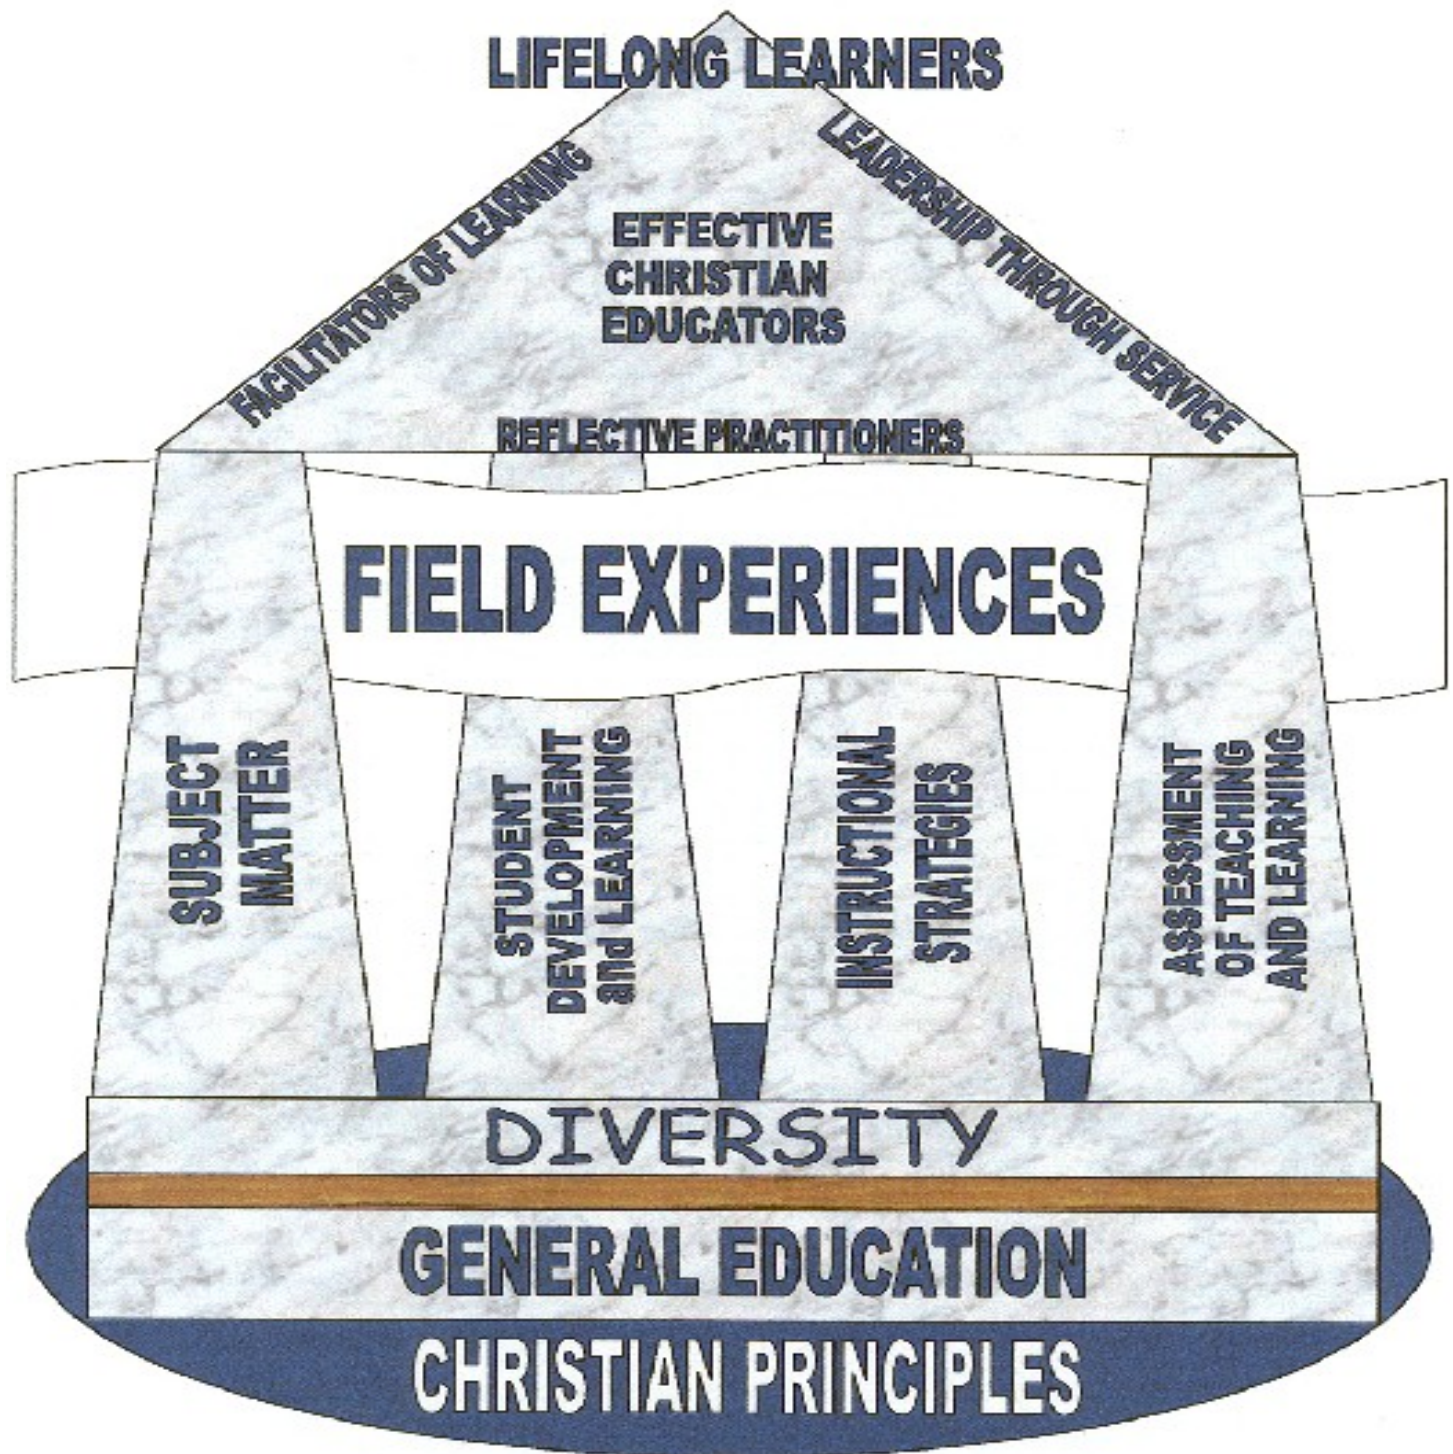 LIFELONG LEARNERS
FACILITATORS OF LEARNING
LEADERSHIP THROUGH SERVICE
EFFECTIVE
CHRISTIAN
EDUCATORS
REFLECTIVE PRACTITIONERS
FIELD EXPERIENCES
SUBJECT
MATTER
STUDENT
DEVELOPMENT
and LEARNING
INSTRUCTIONAL
STRATEGIES
ASSESSMENT
OF TEACHING
AND LEARNING
DIVERSITY
GENERAL EDUCATION
CHRISTIAN PRINCIPLES